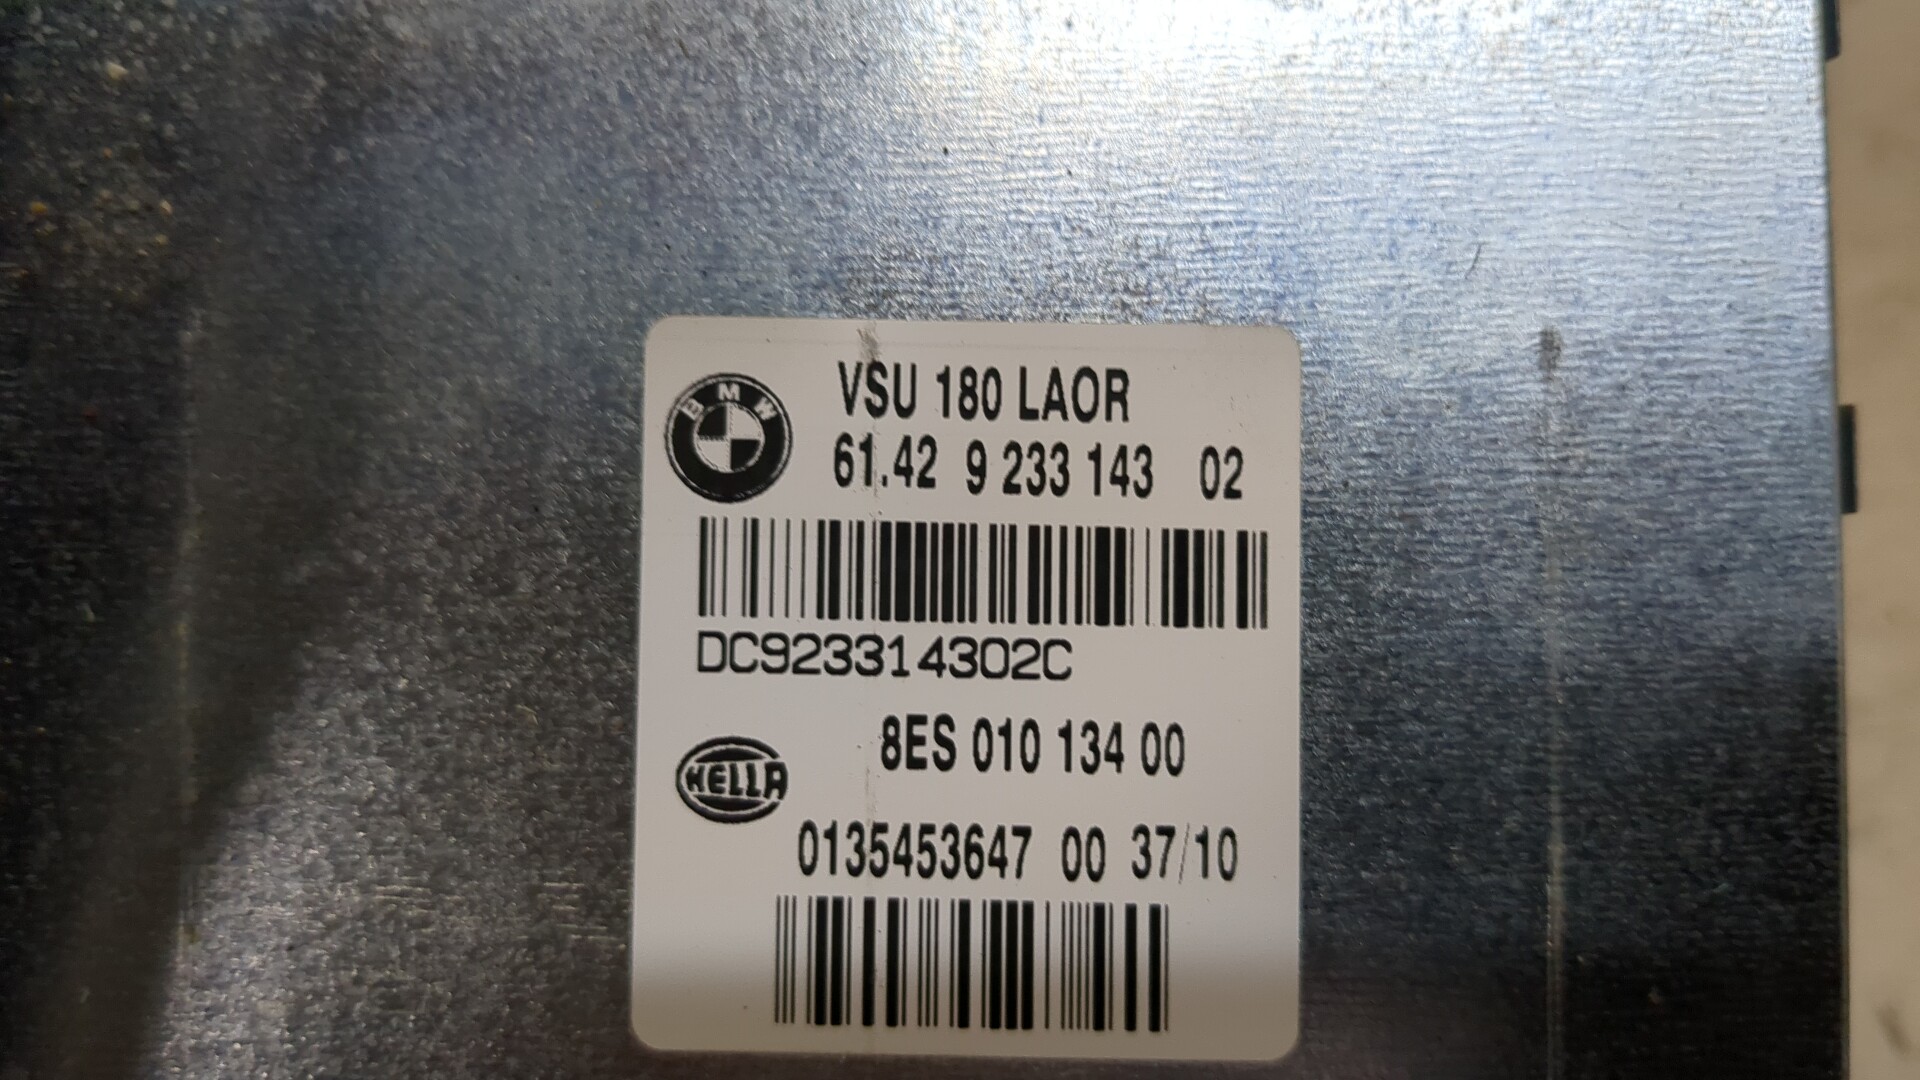 BMW
VSU 180 LAOR
61.42 9 233 143 02
DC923314302C
8ES 010 134 00
HELLA
0135453647 00 37/10